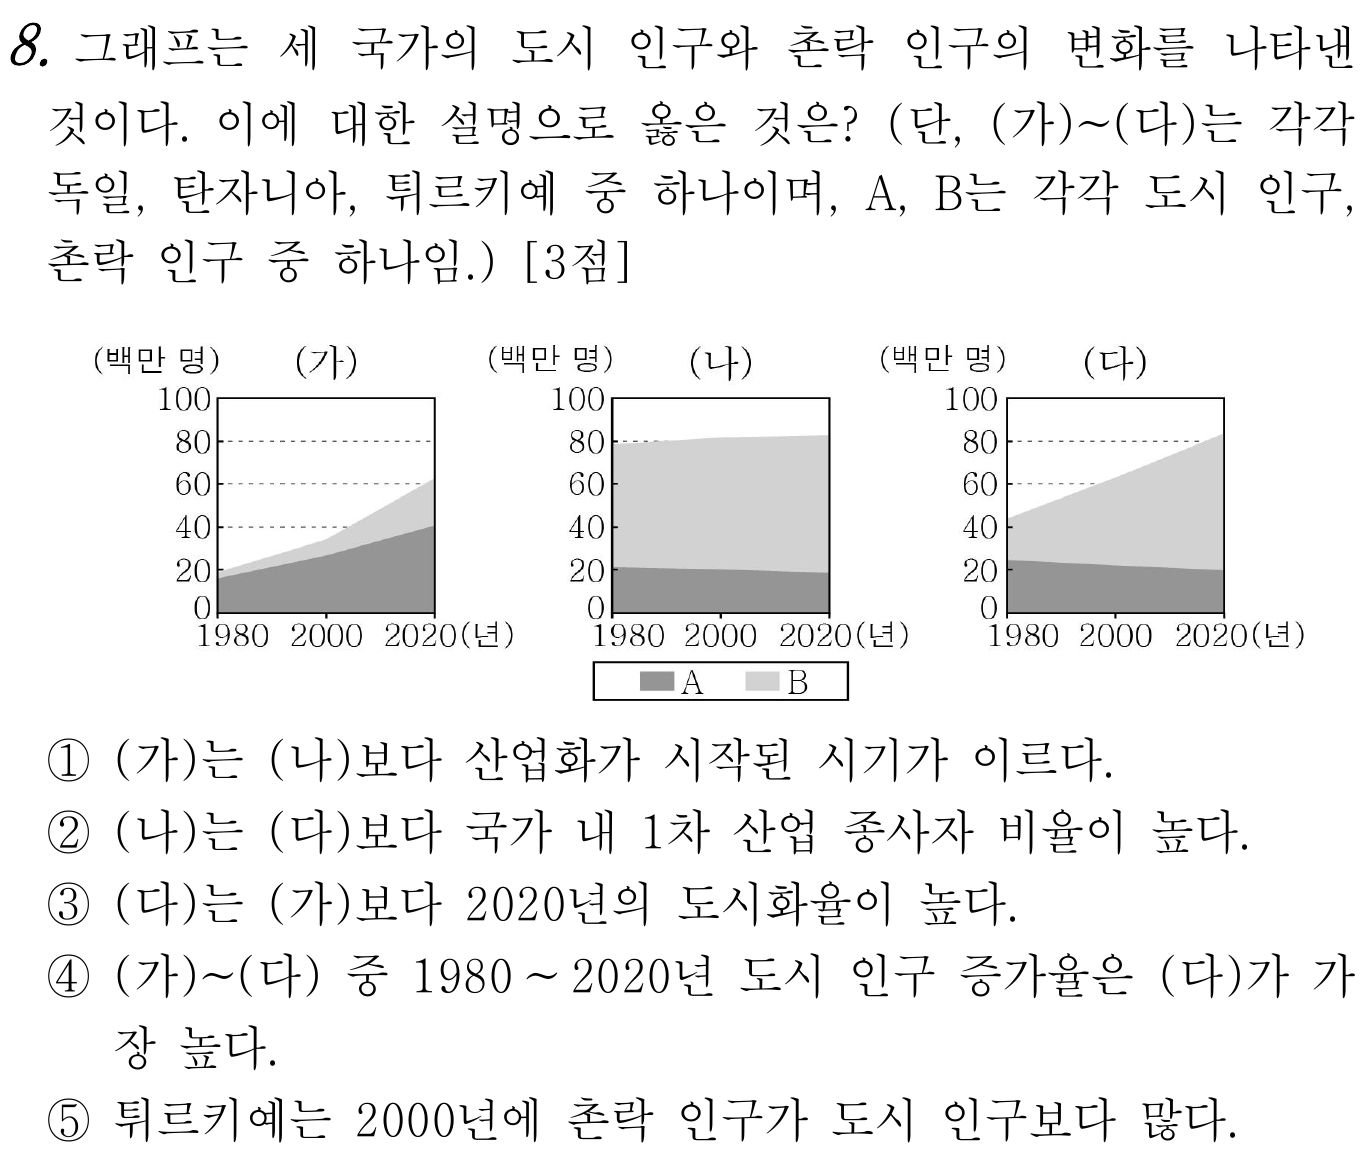 8. 그래프는 세 국가의 도시 인구와 촌락 인구의 변화를 나타낸
것이다. 이에 대한 설명으로 옳은 것은? (단, (가)~(다)는 각각
독일, 탄자니아, 튀르키예 중 하나이며, A, B는 각각 도시 인구,
촌락 인구 중 하나임.) [3점]
(백만 명) (가) (백만 명) (나) (백만 명) (다)
100 100 100
80 80 80
60 60 60
40 40 40
20 20 20
0 0 0
1980 2000 2020(년) 1980 2000 2020(년) 1980 2000 2020(년)
A B
① (가)는 (나)보다 산업화가 시작된 시기가 이르다.
② (나)는 (다)보다 국가 내 1차 산업 종사자 비율이 높다.
③ (다)는 (가)보다 2020년의 도시화율이 높다.
④ (가)~(다) 중 1980 ~ 2020년 도시 인구 증가율은 (다)가 가
장 높다.
⑤ 튀르키예는 2000년에 촌락 인구가 도시 인구보다 많다.